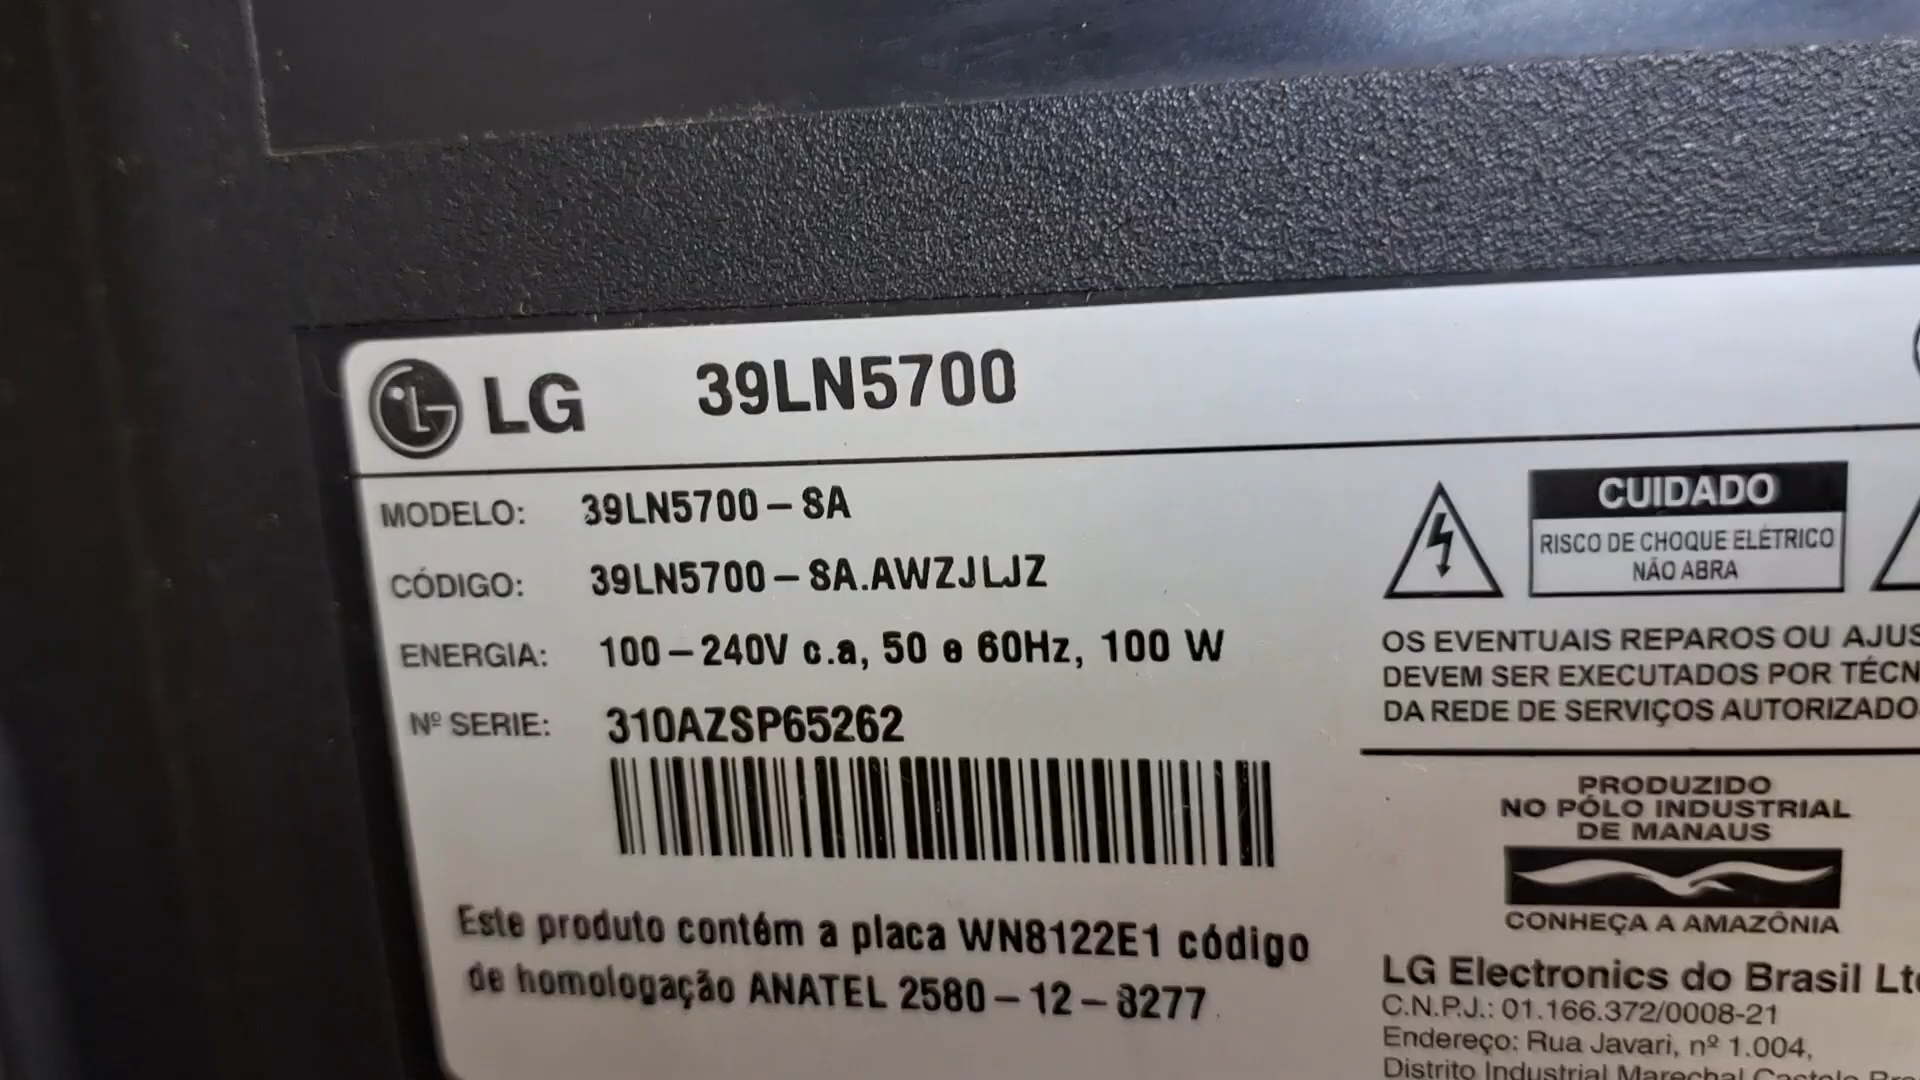 LG 39LN5700
MODELO: 39LN5700-SA
CÓDIGO: 39LN5700-SA.AWZJLJZ
ENERGIA: 100-240V c.a, 50 e 60Hz, 100 W
Nº SERIE: 310AZSP65262
Este produto contém a placa WN8122E1 código
de homologação ANATEL 2580-12-8277
CUIDADO
RISCO DE CHOQUE ELÉTRICO
NÃO ABRA
OS EVENTUAIS REPAROS OU AJUS
DEVEM SER EXECUTADOS POR TÉCN
DA REDE DE SERVIÇOS AUTORIZADO
PRODUZIDO
NO PÓLO INDUSTRIAL
DE MANAUS
CONHEÇA A AMAZÔNIA
LG Electronics do Brasil Lt
C.N.P.J.: 01.166.372/0008-21
Endereço: Rua Javari, nº 1.004,
Distrito Industrial Marechal Castelo